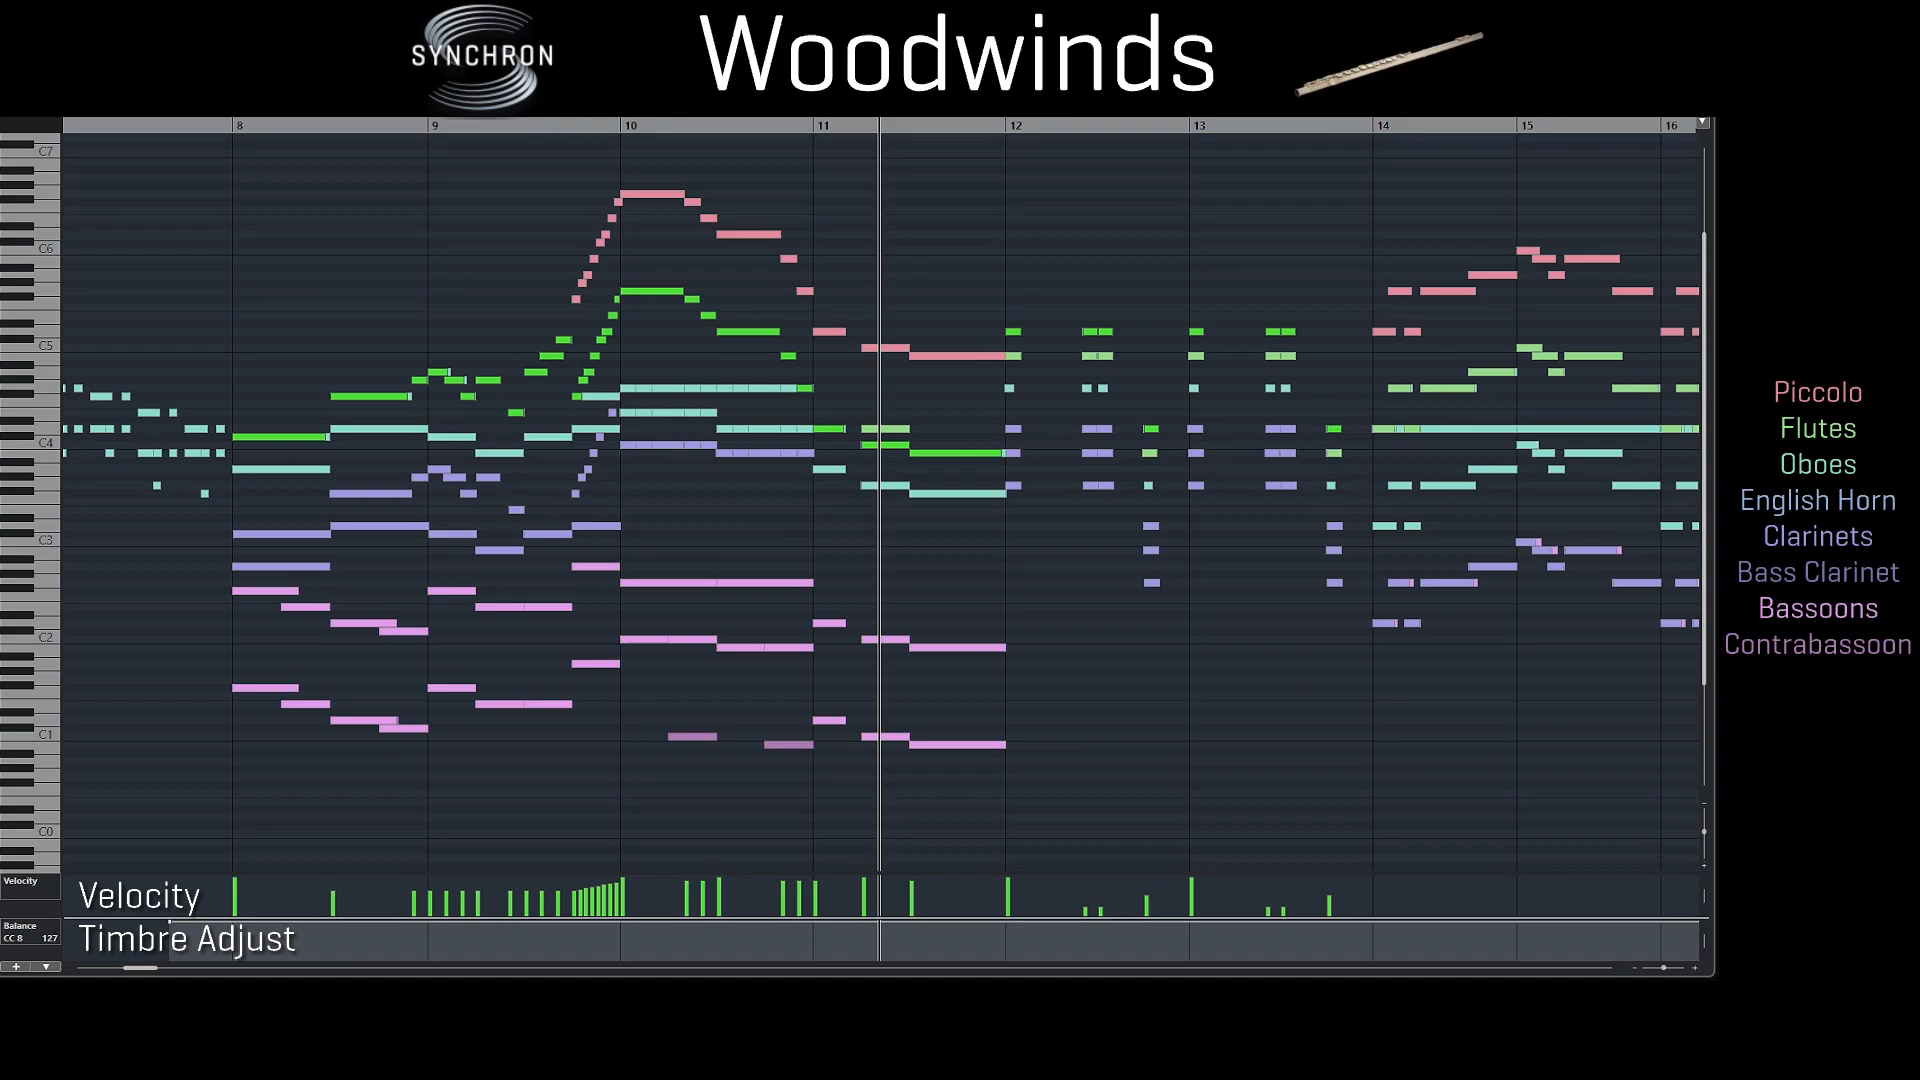 SYNCHRON
Woodwinds
8 9 10 11 12 13 14 15 16
C7
C6
C5
C4
C3
C2
C1
C0
Piccolo
Flutes
Oboes
English Horn
Clarinets
Bass Clarinet
Bassoons
Contrabassoon
Velocity
Velocity
Balance
CC 8 127
Timbre Adjust